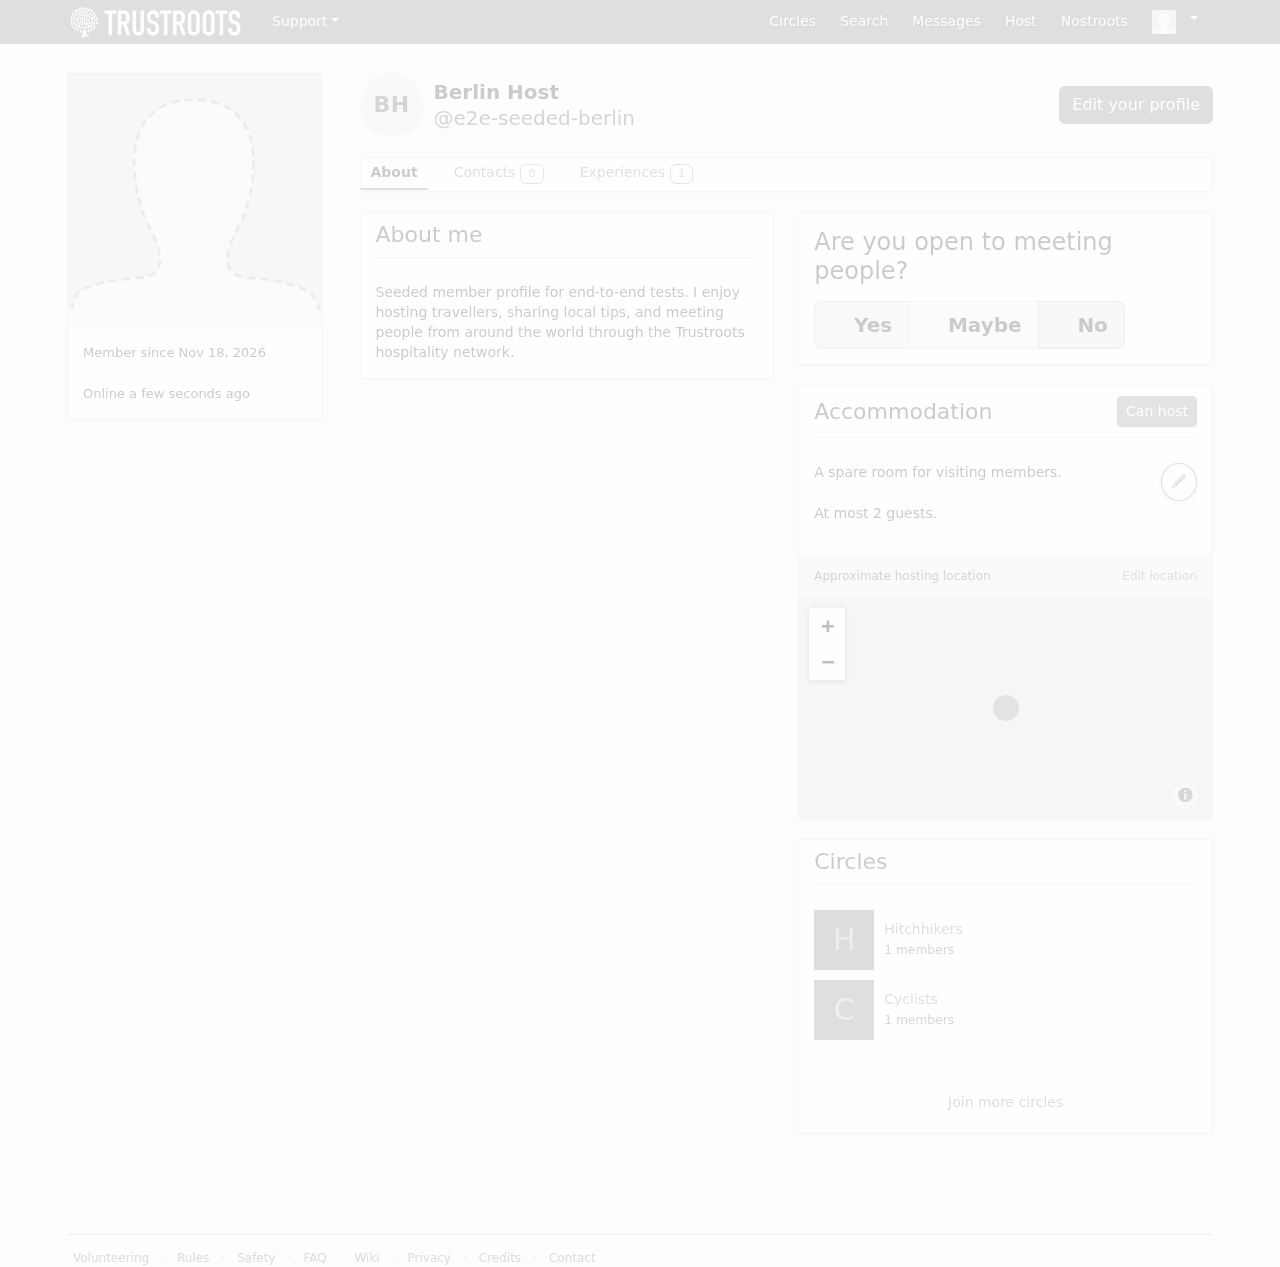 TRUSTROOTS
Support
Circles
Search
Messages
Host
Nostroots
BH
Berlin Host
@e2e-seeded-berlin
Edit your profile
Member since Nov 18, 2026
Online a few seconds ago
About
Contacts 0
Experiences 1
About me
Seeded member profile for end-to-end tests. I enjoy
hosting travellers, sharing local tips, and meeting
people from around the world through the Trustroots
hospitality network.
Are you open to meeting
people?
Yes
Maybe
No
Accommodation
Can host
A spare room for visiting members.
At most 2 guests.
Approximate hosting location
Edit location
+
−
Circles
H
Hitchhikers
1 members
C
Cyclists
1 members
Join more circles
Volunteering · Rules · Safety · FAQ · Wiki · Privacy · Credits · Contact